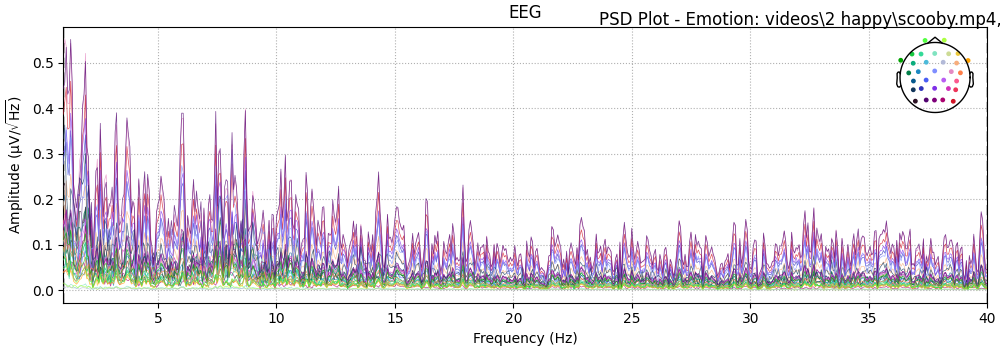 EEG
PSD Plot - Emotion: videos\2 happy\scooby.mp4,
Amplitude (µV/√Hz)
0.5
0.4
0.3
0.2
0.1
0.0
5 10 15 20 25 30 35 40
Frequency (Hz)